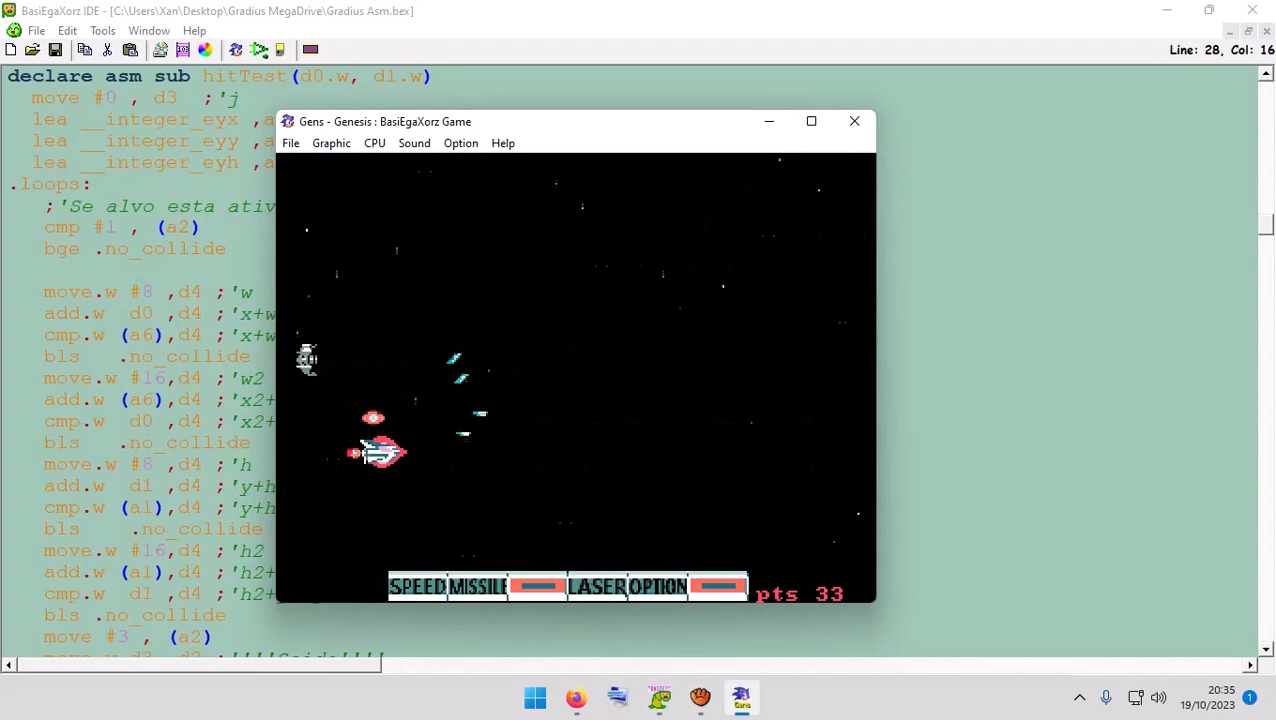 BasiEgaXorz IDE - [C:\Users\Xan\Desktop\Gradius MegaDrive\Gradius Asm.bex]
File Edit Tools Window Help
Line: 28, Col: 16
declare asm sub hitTest(d0.w, d1.w)
move #0 , d3 ;'j
lea __integer_eyx ,a
lea __integer_eyy ,a
lea __integer_eyh ,a
.loops:
;'Se alvo esta ativ
cmp #1 , (a2)
bge .no_collide
move.w #8 ,d4 ;'w
add.w d0 ,d4 ;'x+w
cmp.w (a6),d4 ;'x+w
bls .no_collide
move.w #16,d4 ;'w2
add.w (a6),d4 ;'x2+
cmp.w d0 ,d4 ;'x2+
bls .no_collide
move.w #8 ,d4 ;'h
add.w d1 ,d4 ;'y+h
cmp.w (a1),d4 ;'y+h
bls .no_collide
move.w #16,d4 ;'h2
add.w (a1),d4 ;'h2+
cmp.w d1 ,d4 ;'h2+
bls .no_collide
move #3 , (a2)
move.w d3, d2 ;'!!!!Saida!!!!
Gens - Genesis : BasiEgaXorz Game
File Graphic CPU Sound Option Help
SPEED MISSILE LASER OPTION
pts 33
20:35
19/10/2023
1